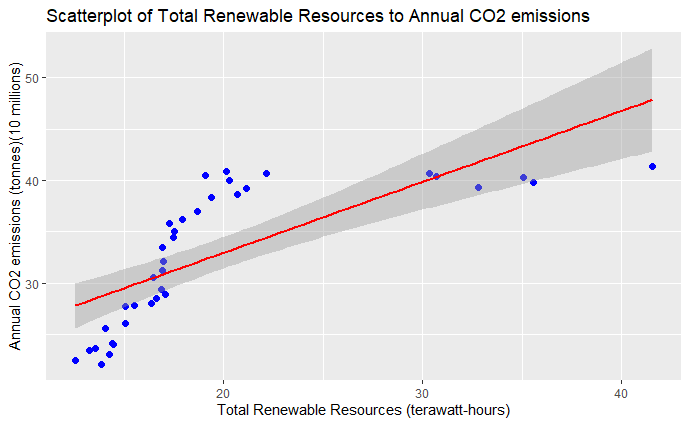 Scatterplot of Total Renewable Resources to Annual CO2 emissions
Annual CO2 emissions (tonnes)(10 millions)
50
40
30
20
30
40
Total Renewable Resources (terawatt-hours)